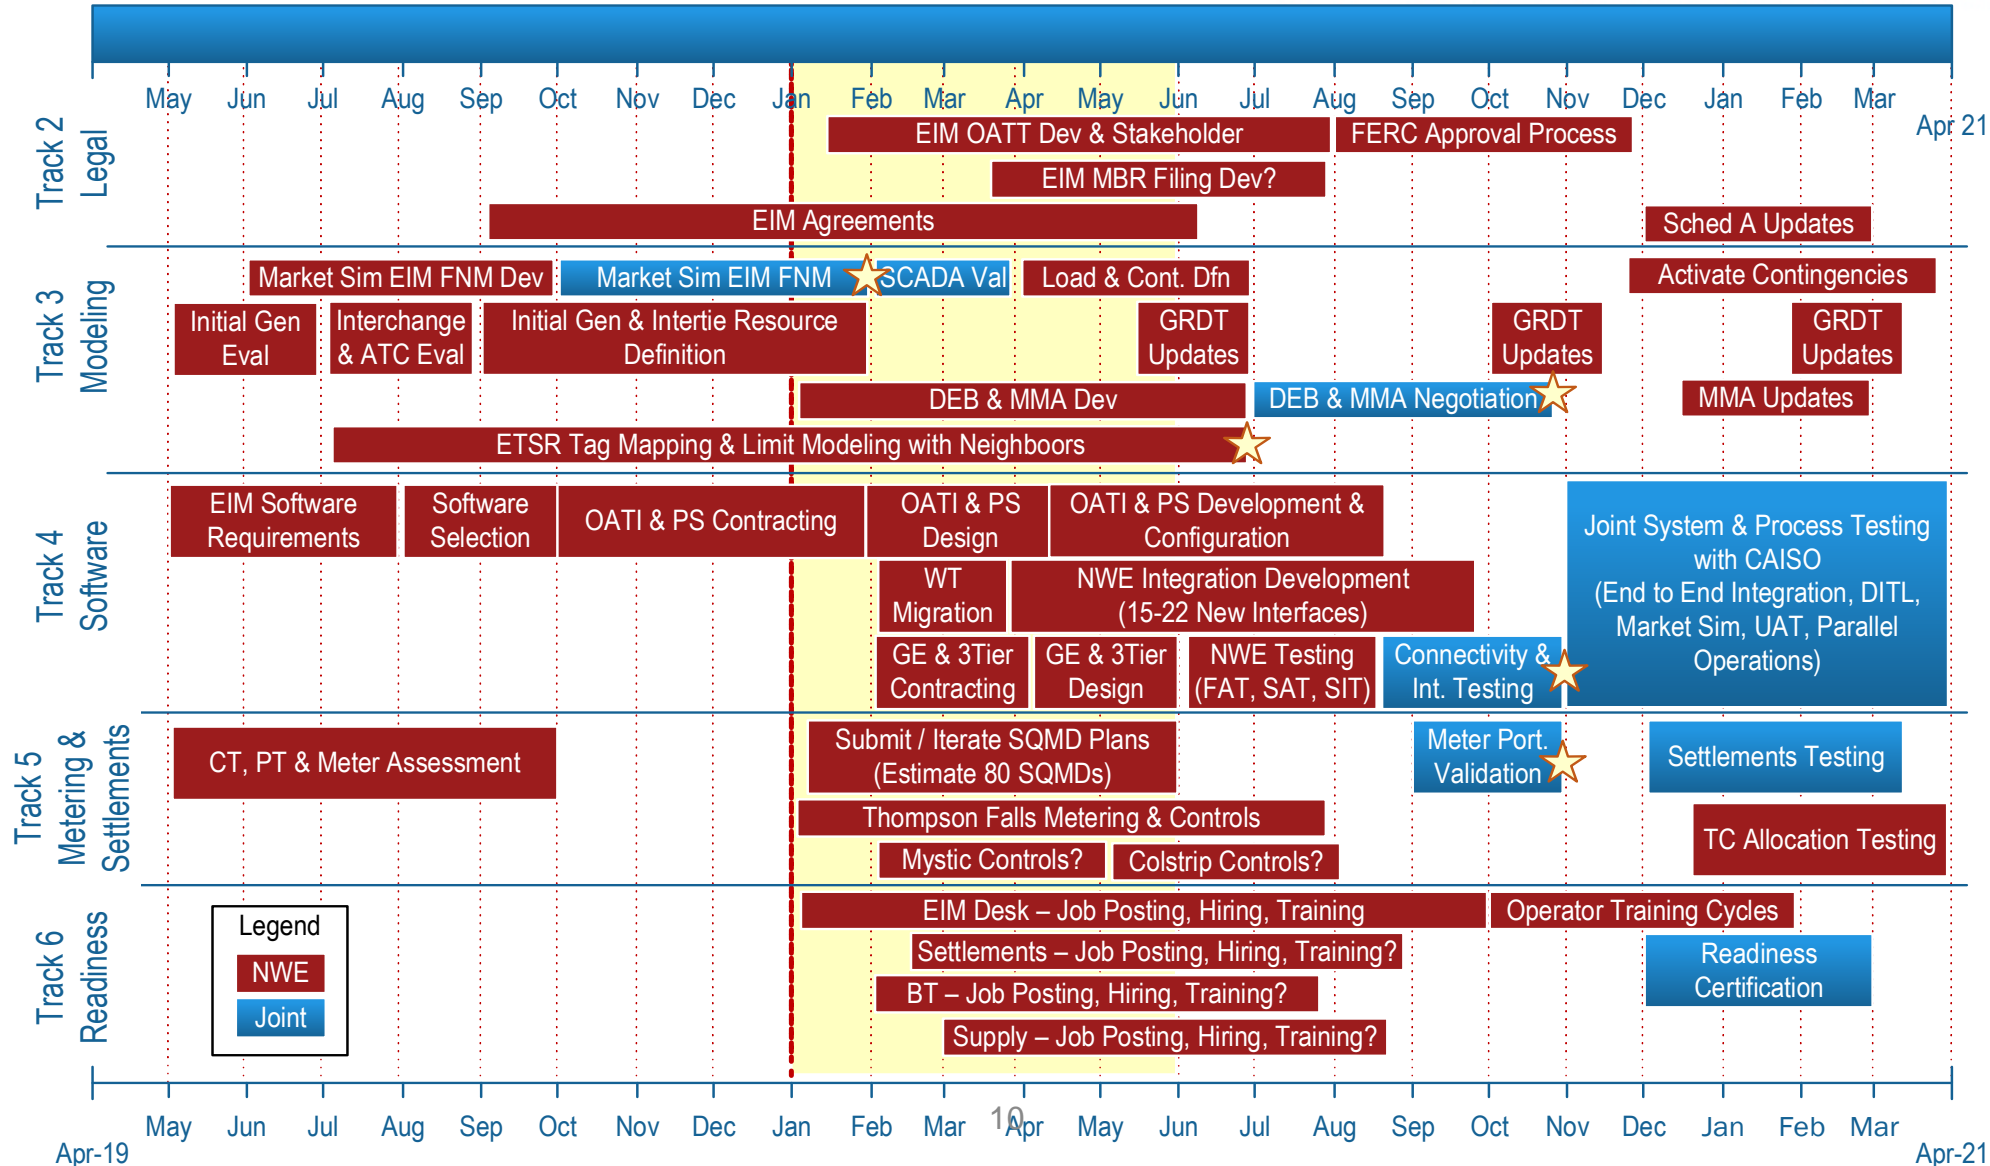 May Jun Jul Aug Sep Oct Nov Dec Jan Feb Mar Apr May Jun Jul Aug Sep Oct Nov Dec Jan Feb Mar
Apr 21
Track 2
Legal
EIM OATT Dev & Stakeholder
FERC Approval Process
EIM MBR Filing Dev?
EIM Agreements
Sched A Updates
Track 3
Modeling
Market Sim EIM FNM Dev
Market Sim EIM FNM
SCADA Val
Load & Cont. Dfn
Activate Contingencies
Initial Gen
Eval
Interchange
& ATC Eval
Initial Gen & Intertie Resource
Definition
GRDT
Updates
GRDT
Updates
GRDT
Updates
DEB & MMA Dev
DEB & MMA Negotiation
MMA Updates
ETSR Tag Mapping & Limit Modeling with Neighboors
Track 4
Software
EIM Software
Requirements
Software
Selection
OATI & PS Contracting
OATI & PS
Design
OATI & PS Development &
Configuration
Joint System & Process Testing
with CAISO
(End to End Integration, DITL,
Market Sim, UAT, Parallel
Operations)
WT
Migration
NWE Integration Development
(15-22 New Interfaces)
GE & 3Tier
Contracting
GE & 3Tier
Design
NWE Testing
(FAT, SAT, SIT)
Connectivity &
Int. Testing
Track 5
Metering &
Settlements
CT, PT & Meter Assessment
Submit / Iterate SQMD Plans
(Estimate 80 SQMDs)
Meter Port.
Validation
Settlements Testing
Thompson Falls Metering & Controls
TC Allocation Testing
Mystic Controls?
Colstrip Controls?
Track 6
Readiness
Legend
NWE
Joint
EIM Desk – Job Posting, Hiring, Training
Operator Training Cycles
Settlements – Job Posting, Hiring, Training?
Readiness
Certification
BT – Job Posting, Hiring, Training?
Supply – Job Posting, Hiring, Training?
10
May Jun Jul Aug Sep Oct Nov Dec Jan Feb Mar Apr May Jun Jul Aug Sep Oct Nov Dec Jan Feb Mar
Apr-19
Apr-21